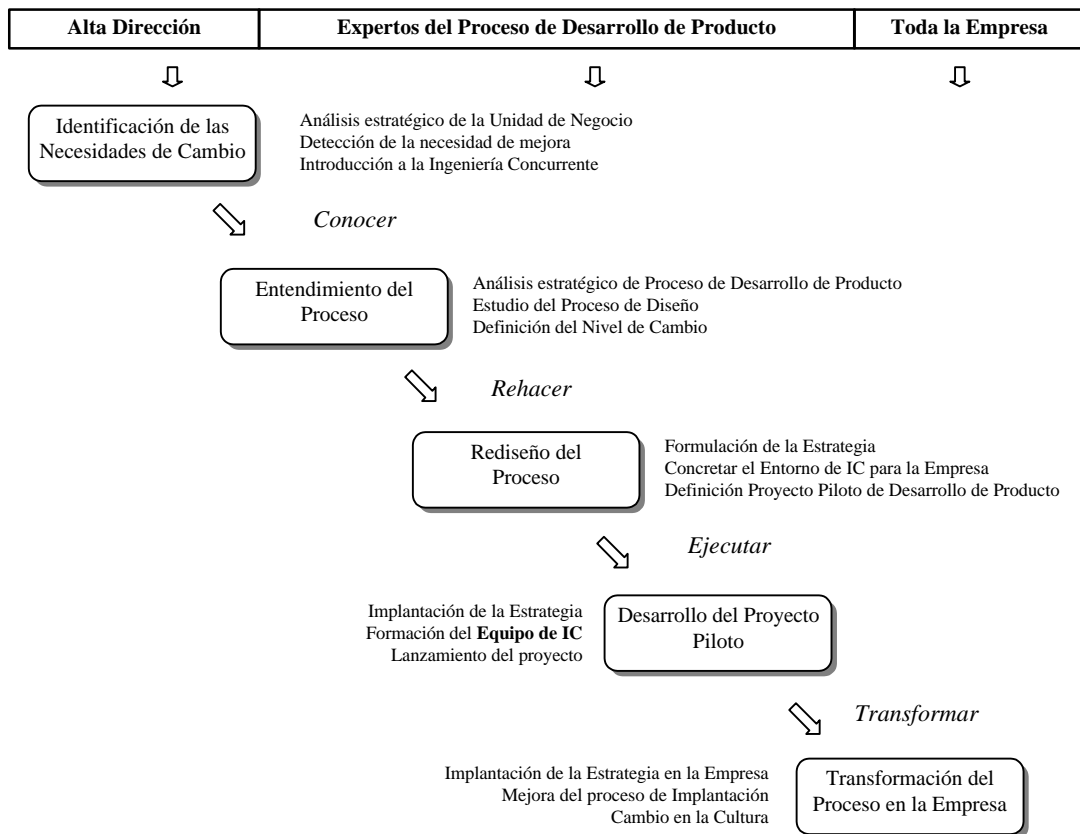 Alta Dirección
Expertos del Proceso de Desarrollo de Producto
Toda la Empresa
Identificación de las
Necesidades de Cambio
Análisis estratégico de la Unidad de Negocio
Detección de la necesidad de mejora
Introducción a la Ingeniería Concurrente
Conocer
Entendimiento del
Proceso
Análisis estratégico de Proceso de Desarrollo de Producto
Estudio del Proceso de Diseño
Definición del Nivel de Cambio
Rehacer
Rediseño del
Proceso
Formulación de la Estrategia
Concretar el Entorno de IC para la Empresa
Definición Proyecto Piloto de Desarrollo de Producto
Ejecutar
Implantación de la Estrategia
Formación del Equipo de IC
Lanzamiento del proyecto
Desarrollo del Proyecto
Piloto
Transformar
Implantación de la Estrategia en la Empresa
Mejora del proceso de Implantación
Cambio en la Cultura
Transformación del
Proceso en la Empresa